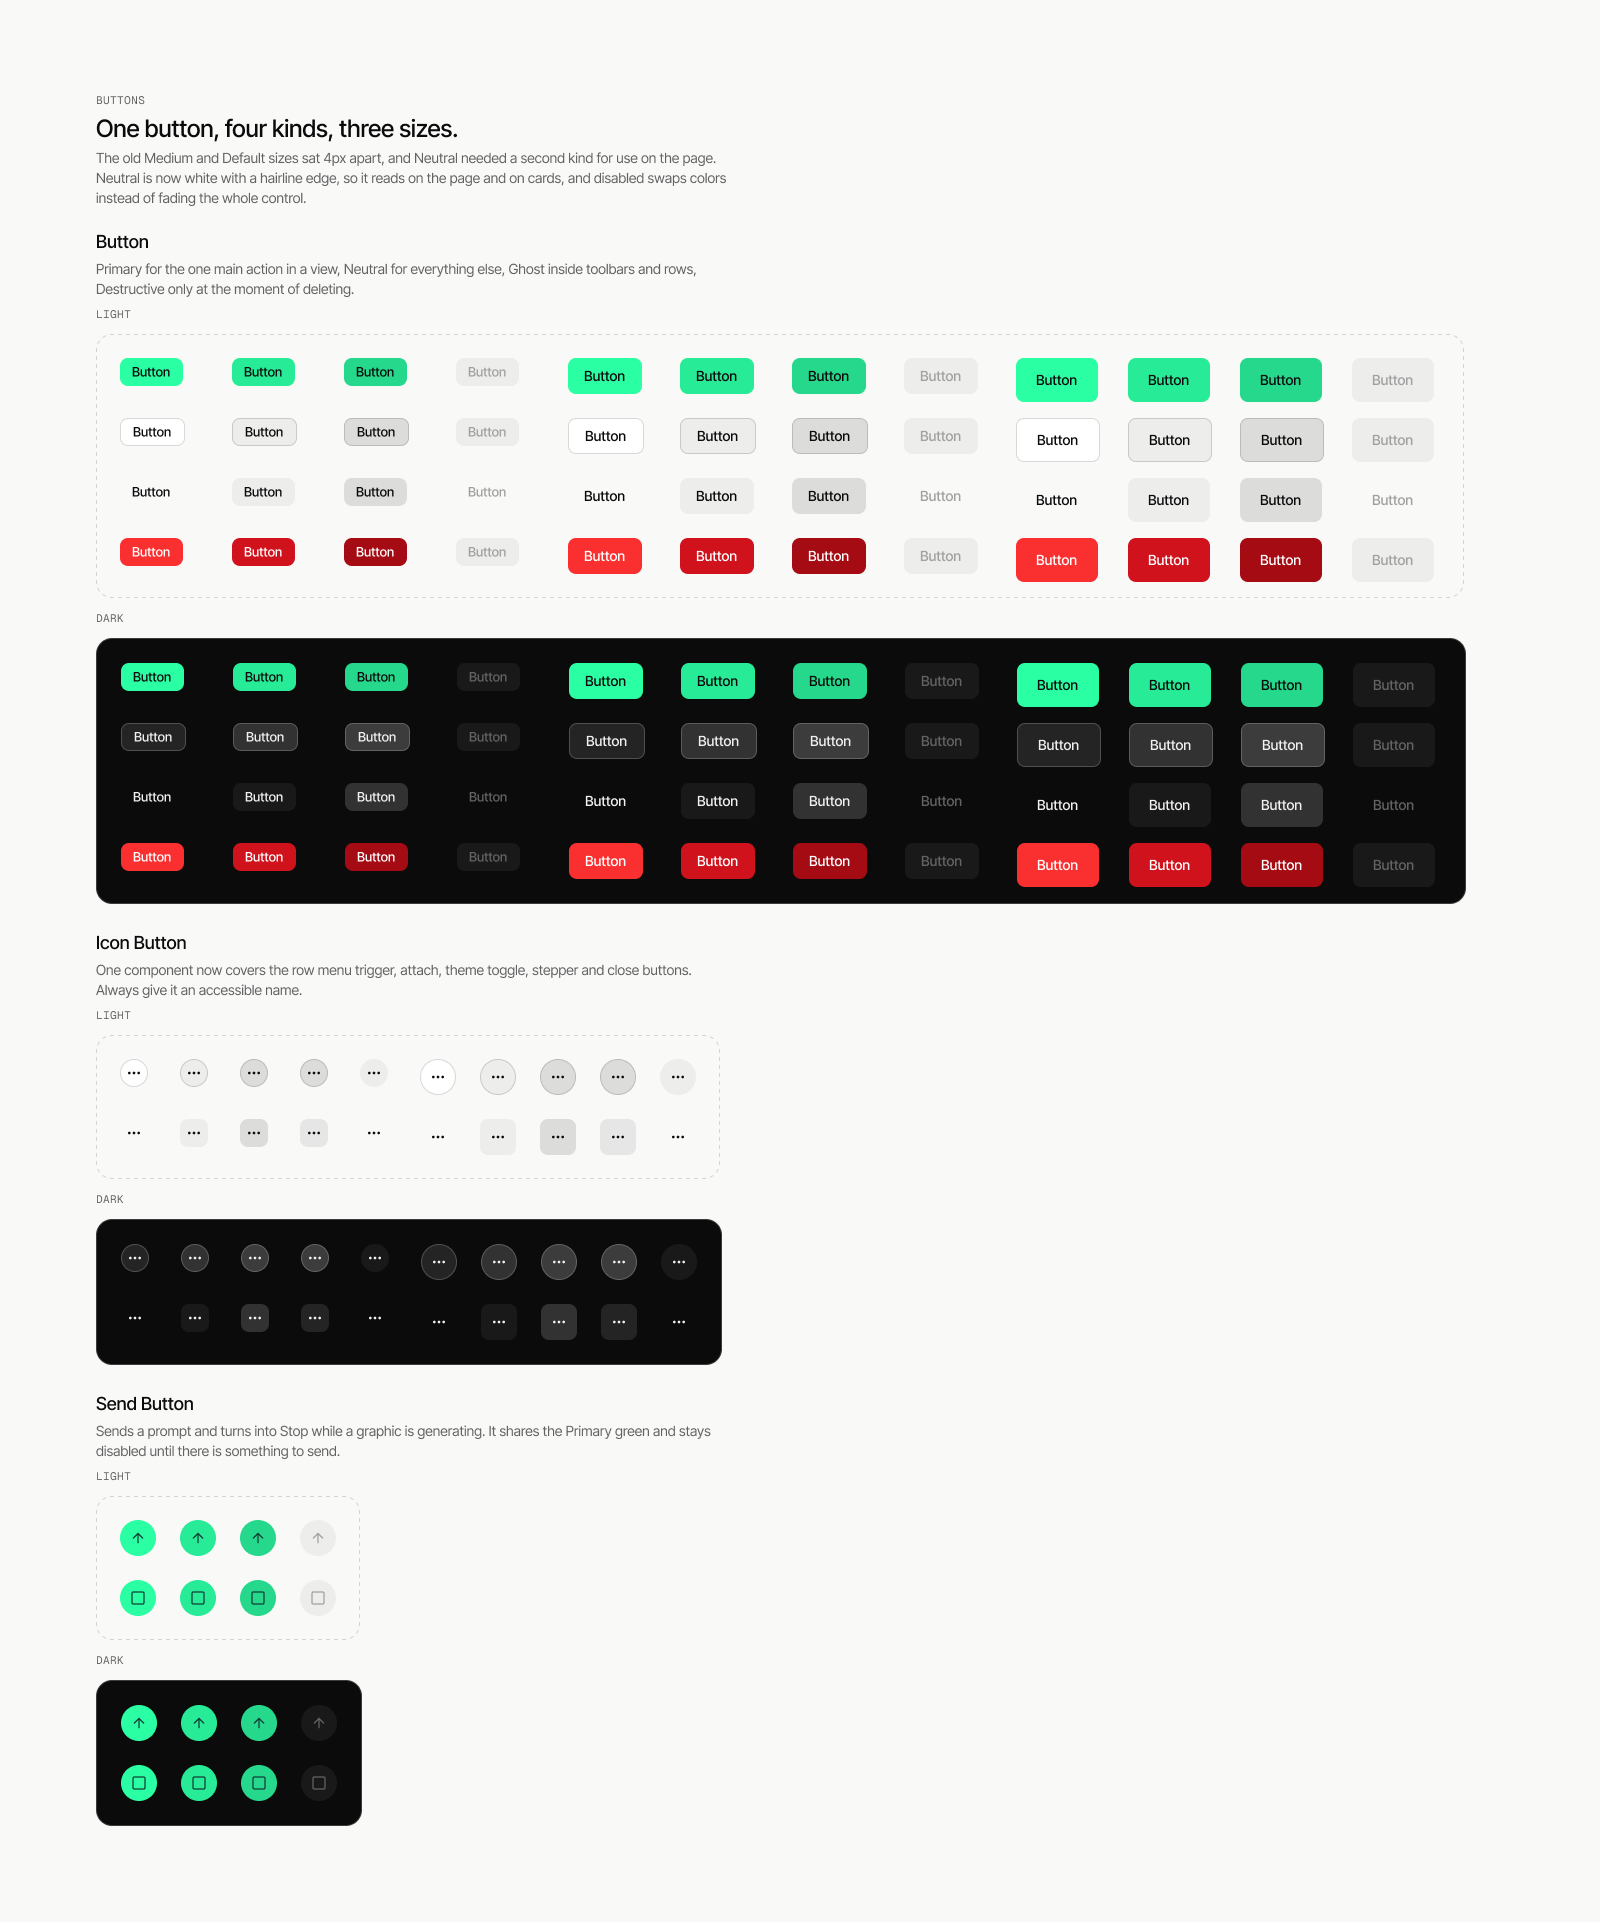 BUTTONS
One button, four kinds, three sizes.
The old Medium and Default sizes sat 4px apart, and Neutral needed a second kind for use on the page.
Neutral is now white with a hairline edge, so it reads on the page and on cards, and disabled swaps colors
instead of fading the whole control.
Button
Primary for the one main action in a view, Neutral for everything else, Ghost inside toolbars and rows,
Destructive only at the moment of deleting.
LIGHT
Button Button Button Button Button Button Button Button Button Button Button Button
Button Button Button Button Button Button Button Button Button Button Button Button
Button Button Button Button Button Button Button Button Button Button Button Button
Button Button Button Button Button Button Button Button Button Button Button Button
DARK
Button Button Button Button Button Button Button Button Button Button Button Button
Button Button Button Button Button Button Button Button Button Button Button Button
Button Button Button Button Button Button Button Button Button Button Button Button
Button Button Button Button Button Button Button Button Button Button Button Button
Icon Button
One component now covers the row menu trigger, attach, theme toggle, stepper and close buttons.
Always give it an accessible name.
LIGHT
DARK
Send Button
Sends a prompt and turns into Stop while a graphic is generating. It shares the Primary green and stays
disabled until there is something to send.
LIGHT
DARK